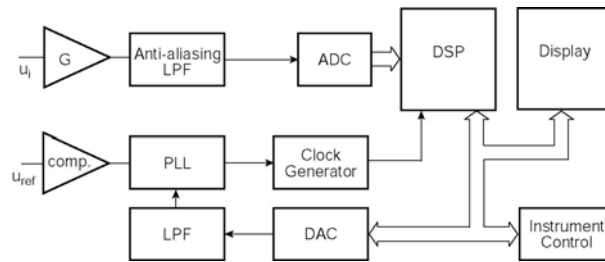 u_i
G
Anti-aliasing
LPF
ADC
DSP
Display
u_ref
comp.
PLL
Clock
Generator
LPF
DAC
Instrument
Control